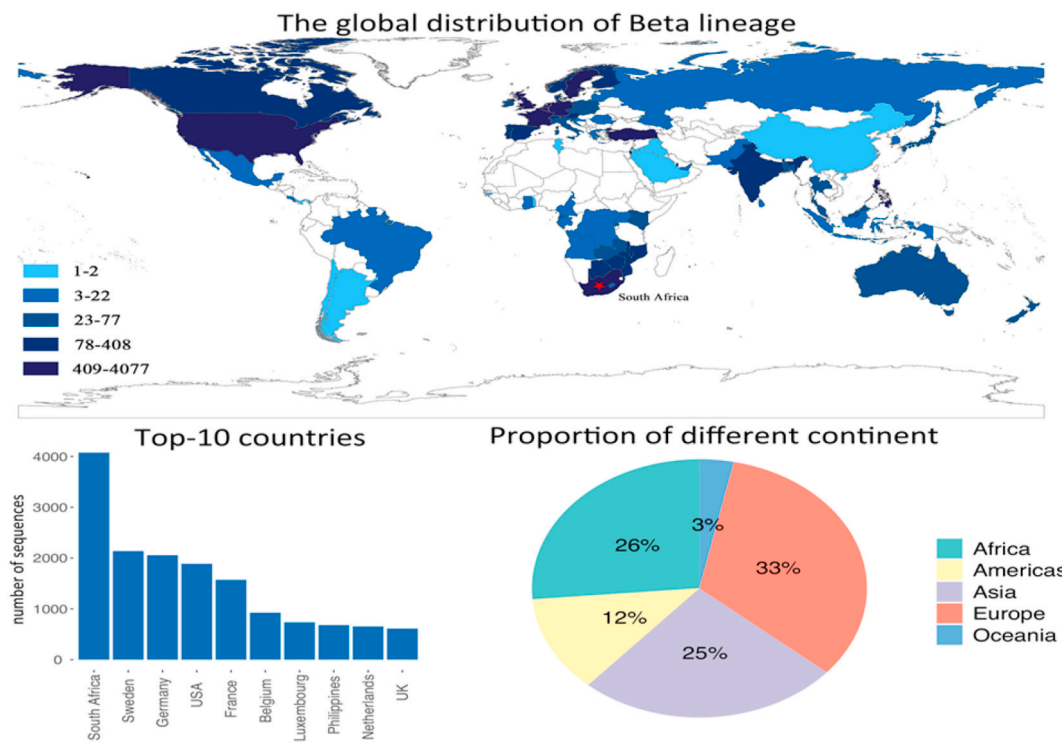 The global distribution of Beta lineage
South Africa
1-2
3-22
23-77
78-408
409-4077
Top-10 countries
number of sequences
4000
3000
2000
1000
0
South Africa
Sweden
Germany
USA
France
Belgium
Luxembourg
Philippines
Netherlands
UK
Proportion of different continent
3%
26%
33%
12%
25%
Africa
Americas
Asia
Europe
Oceania